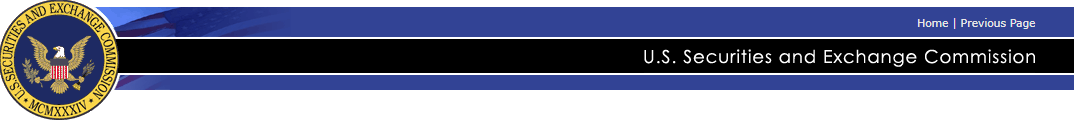 Home | Previous Page
U.S. Securities and Exchange Commission
U.S. SECURITIES AND EXCHANGE COMMISSION
MCMXXXIV